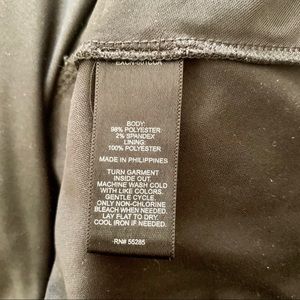 BODY:
98% POLYESTER
2% SPANDEX
LINING:
100% POLYESTER
MADE IN PHILIPPINES
TURN GARMENT
INSIDE OUT.
MACHINE WASH COLD
WITH LIKE COLORS.
GENTLE CYCLE.
ONLY NON-CHLORINE
BLEACH WHEN NEEDED.
LAY FLAT TO DRY.
COOL IRON IF NEEDED.
RN# 55285